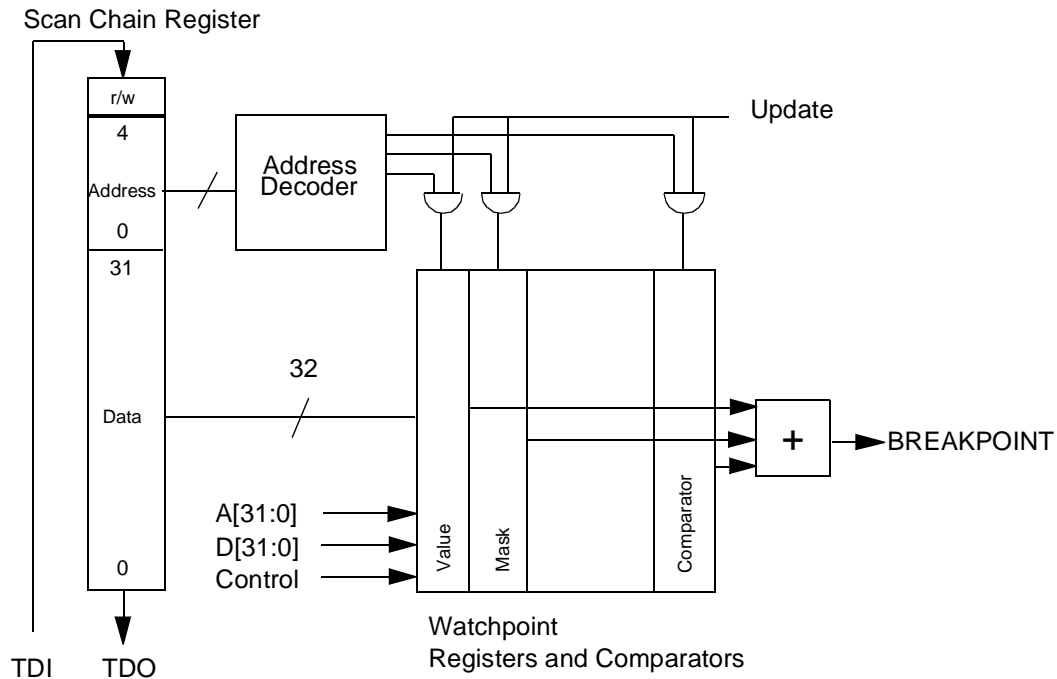 Scan Chain Register
r/w
4
Address
0
31
Data
0
TDI
TDO
Address
Decoder
Update
32
A[31:0]
D[31:0]
Control
Value
Mask
Comparator
+
BREAKPOINT
Watchpoint
Registers and Comparators